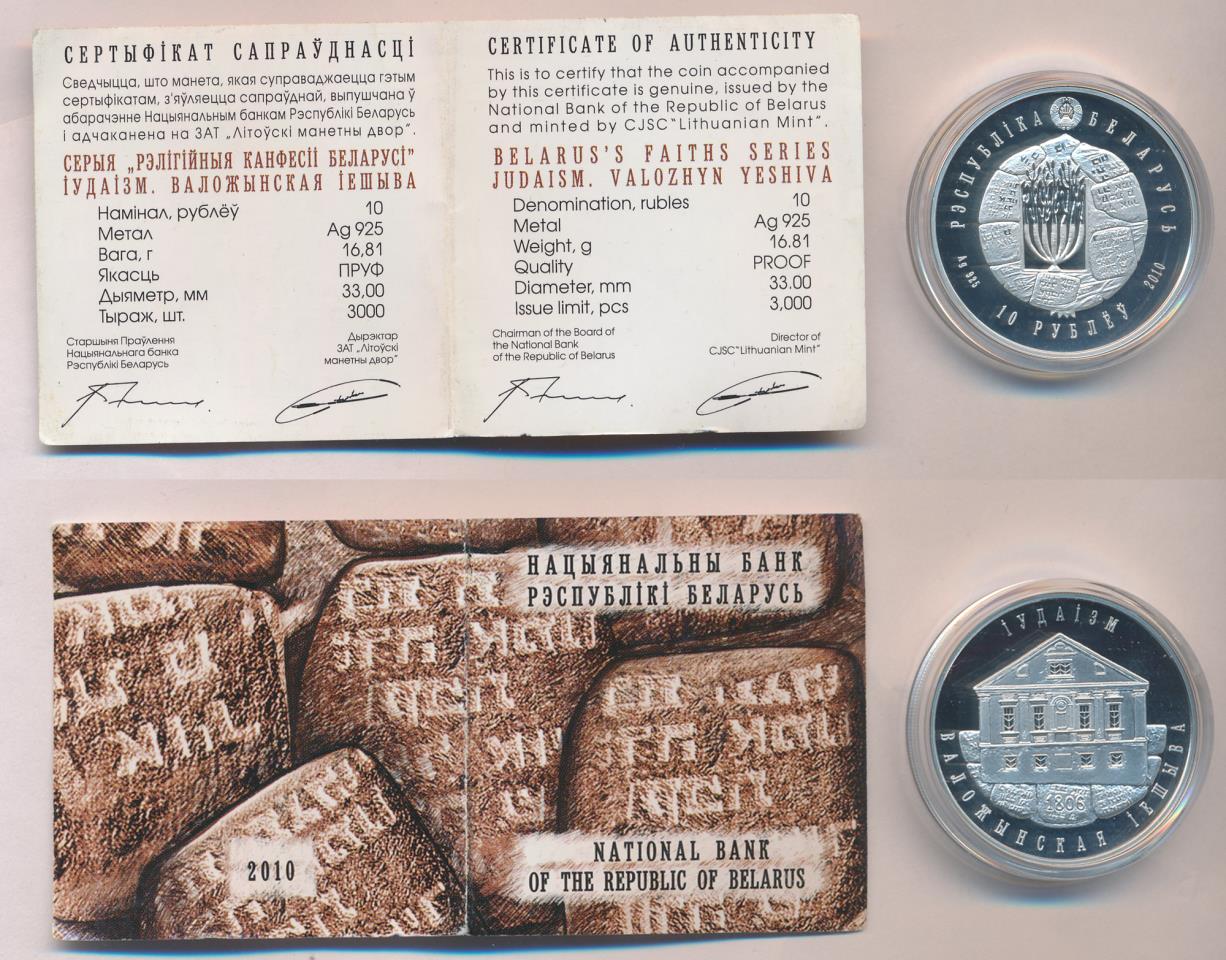 СЕРТЫФІКАТ САПРАЎДНАСЦІ
Сведчыцца, што манета, якая суправаджаецца гэтым
сертыфікатам, з'яўляецца сапраўднай, выпушчана ў
абарачэнне Нацыянальным банкам Рэспублікі Беларусь
і адчаканена на ЗАТ „Літоўскі манетны двор”.
СЕРЫЯ „РЭЛІГІЙНЫЯ КАНФЕСІІ БЕЛАРУСІ”
ІУДАІЗМ. ВАЛОЖЫНСКАЯ ІЕШЫВА
Намінал, рублёў 10
Метал Ag 925
Вага, г 16,81
Якасць ПРУФ
Дыяметр, мм 33,00
Тыраж, шт. 3000
Старшыня Праўлення
Нацыянальнага банка
Рэспублікі Беларусь
Дырэктар
ЗАТ „Літоўскі
манетны двор”
CERTIFICATE OF AUTHENTICITY
This is to certify that the coin accompanied
by this certificate is genuine, issued by the
National Bank of the Republic of Belarus
and minted by CJSC“Lithuanian Mint”.
BELARUS'S FAITHS SERIES
JUDAISM. VALOZHYN YESHIVA
Denomination, rubles 10
Metal Ag 925
Weight, g 16.81
Quality PROOF
Diameter, mm 33.00
Issue limit, pcs 3,000
Chairman of the Board of
the National Bank
of the Republic of Belarus
Director of
CJSC“Lithuanian Mint”
РЭСПУБЛІКА БЕЛАРУСЬ
Ag 925
10 РУБЛЁЎ
2010
НАЦЫЯНАЛЬНЫ БАНК
РЭСПУБЛІКІ БЕЛАРУСЬ
2010
NATIONAL BANK
OF THE REPUBLIC OF BELARUS
ІУДАІЗМ
1806
ВАЛОЖЫНСКАЯ ІЕШЫВА